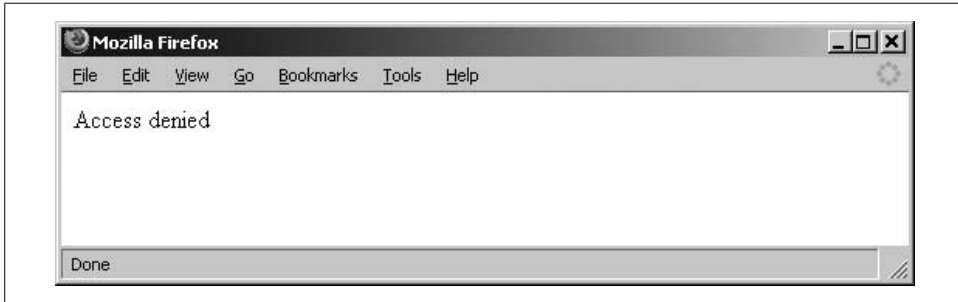 Mozilla Firefox
File Edit View Go Bookmarks Tools Help
Access denied
Done